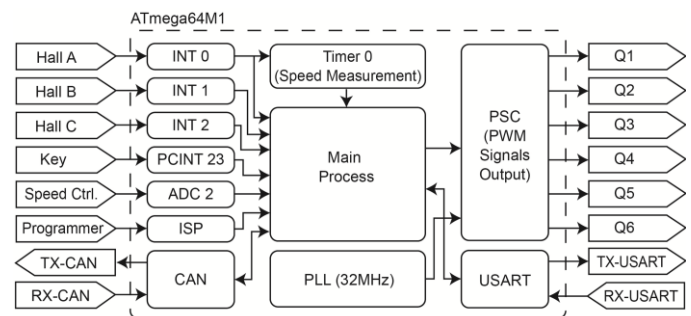 ATmega64M1
Hall A
INT 0
Timer 0
(Speed Measurement)
Q1
Hall B
INT 1
Q2
Hall C
INT 2
Main
Process
PSC
(PWM
Signals
Output)
Q3
Key
PCINT 23
Q4
Speed Ctrl.
ADC 2
Q5
Programmer
ISP
Q6
TX-CAN
CAN
PLL (32MHz)
USART
TX-USART
RX-CAN
RX-USART